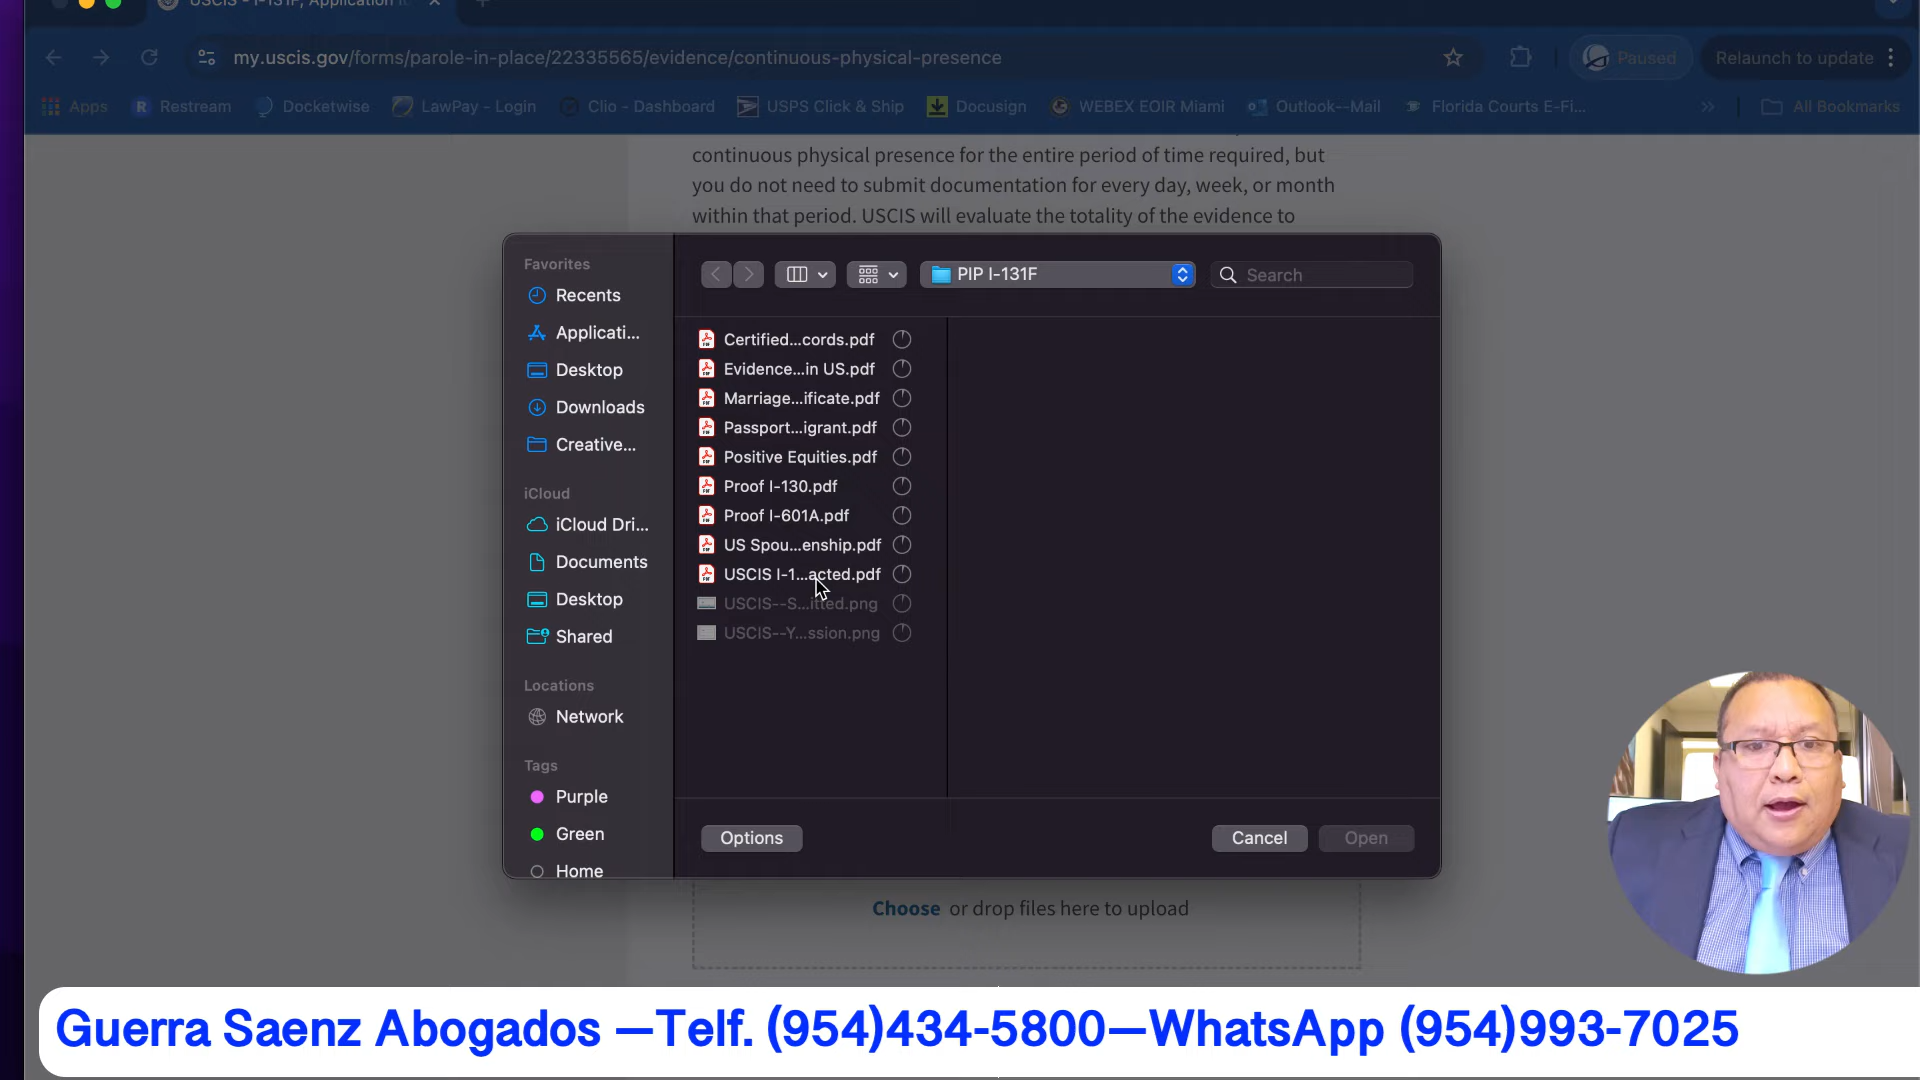 USCIS - I-131F, Application f
my.uscis.gov/forms/parole-in-place/22335565/evidence/continuous-physical-presence
Paused
Relaunch to update
Apps
Restream
Docketwise
LawPay - Login
Clio - Dashboard
USPS Click & Ship
Docusign
WEBEX EOIR Miami
Outlook--Mail
Florida Courts E-Fi...
»
All Bookmarks
continuous physical presence for the entire period of time required, but
you do not need to submit documentation for every day, week, or month
within that period. USCIS will evaluate the totality of the evidence to
Favorites
Recents
Applicati...
Desktop
Downloads
Creative...
iCloud
iCloud Dri...
Documents
Desktop
Shared
Locations
Network
Tags
Purple
Green
Home
PIP I-131F
Search
Certified...cords.pdf
Evidence...in US.pdf
Marriage...ificate.pdf
Passport...igrant.pdf
Positive Equities.pdf
Proof I-130.pdf
Proof I-601A.pdf
US Spou...enship.pdf
USCIS I-1...acted.pdf
USCIS--S...itted.png
USCIS--Y...ssion.png
Options
Cancel
Open
Choose or drop files here to upload
Guerra Saenz Abogados —Telf. (954)434-5800—WhatsApp (954)993-7025